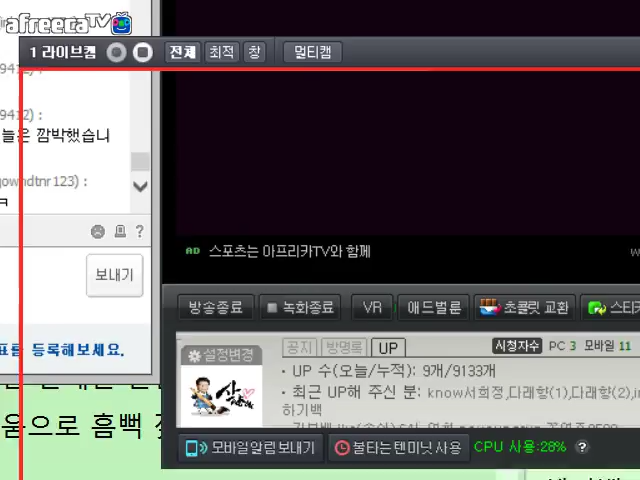 afreecaTV
1 라이브캠 전체 최적 창 멀티캠
9412) :
늘은 깜박했습니
gowndtnr123) :
ㅋ
보내기
표를 등록해보세요.
AD 스포츠는 아프리카TV와 함께
방송종료 녹화종료 VR 애드벌룬 초콜릿 교환
설정변경 공지 방명록 UP 시청자수 PC 3 모바일 11
· UP 수(오늘/누적): 9개/9133개
· 최근 UP해 주신 분: know서희정,다래향(1),다래향(2),
하기백
음으로 흠뻑
모바일알림보내기 불타는텐미닛 사용 CPU 사용:28% ?